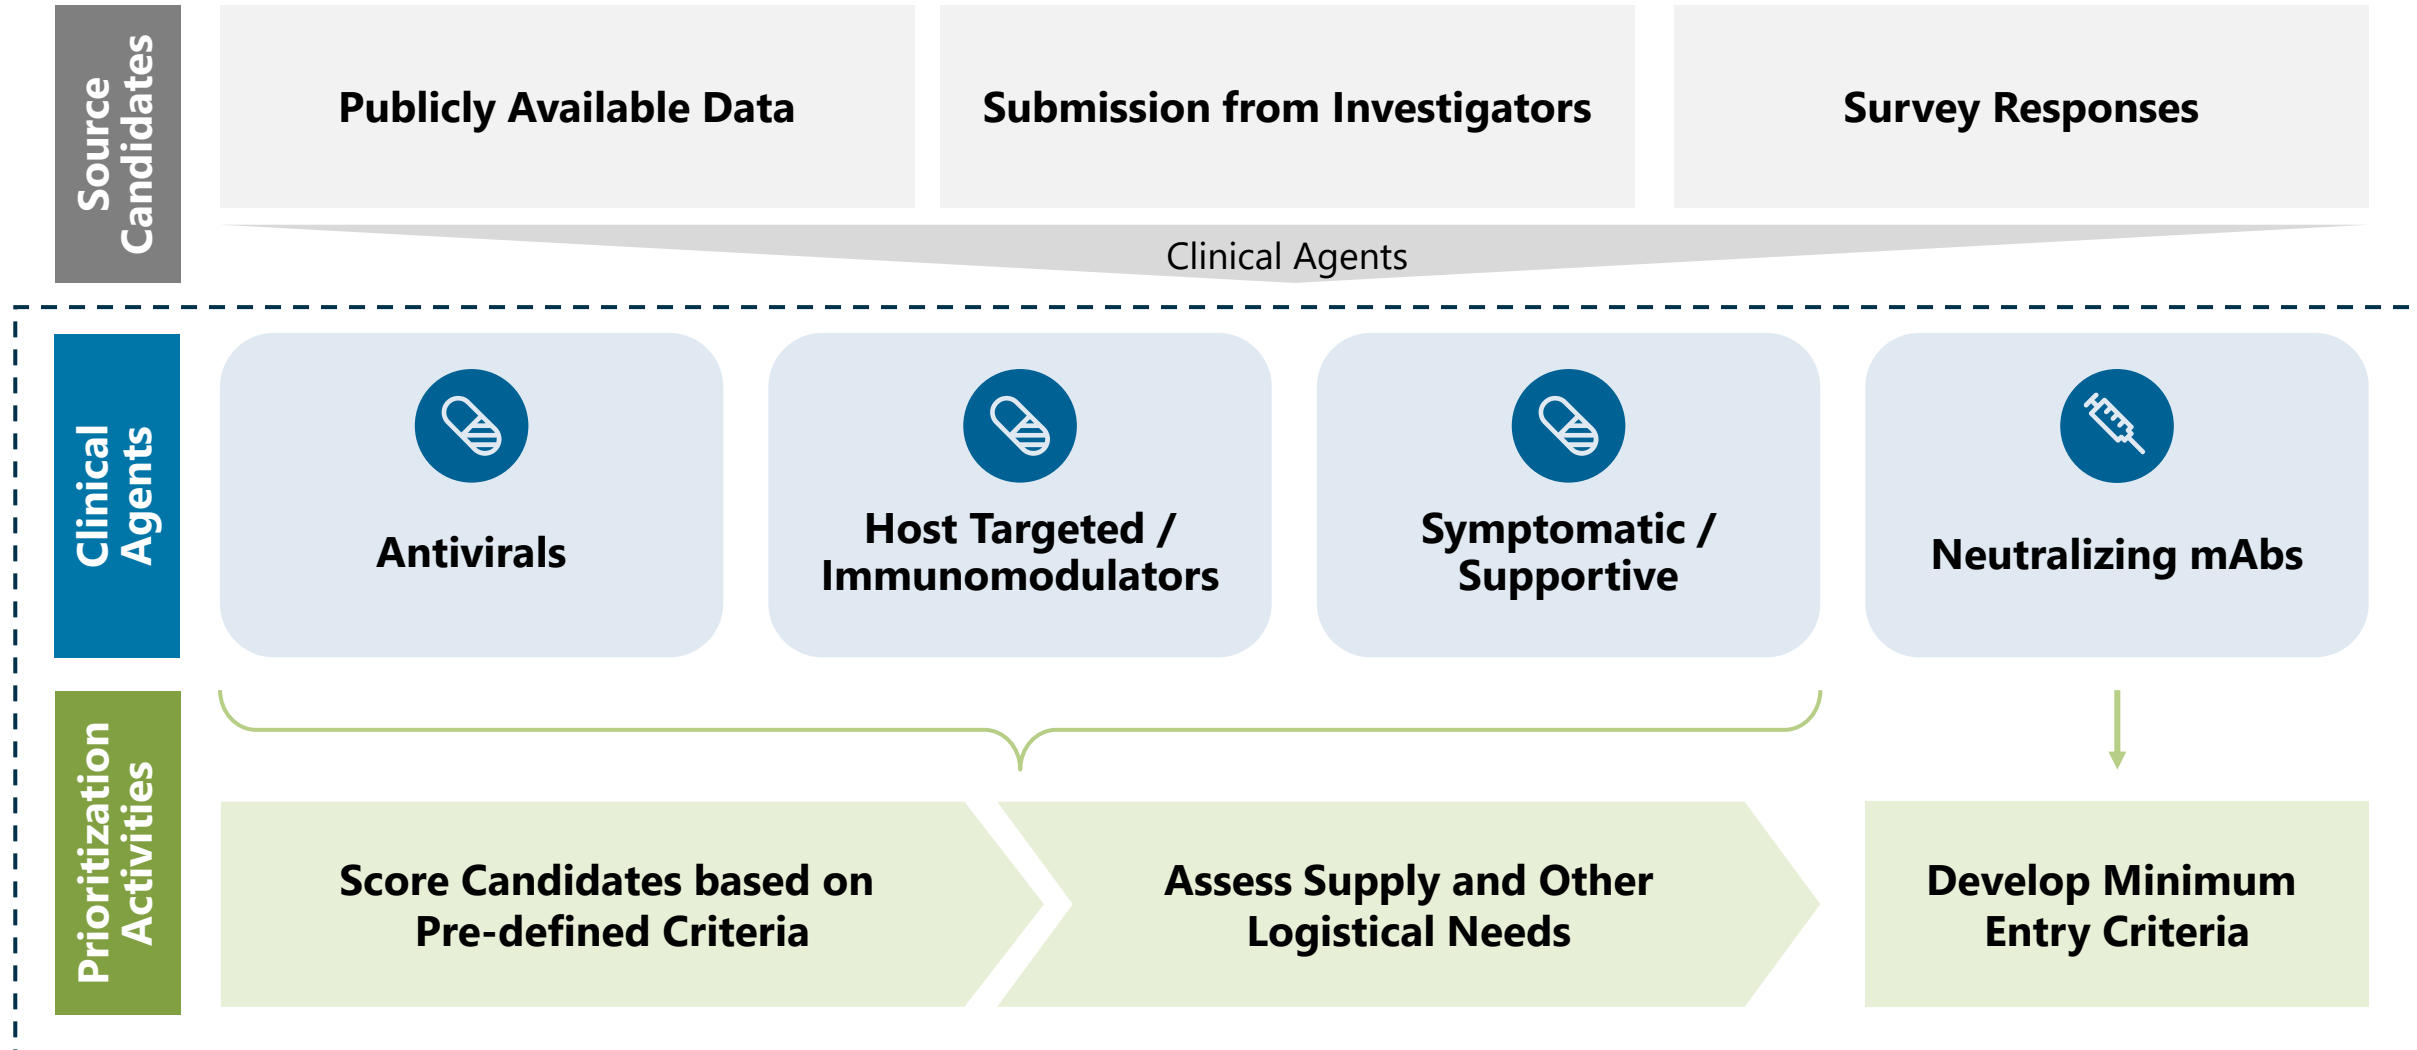 Source
Candidates
Publicly Available Data
Submission from Investigators
Survey Responses
Clinical Agents
Clinical
Agents
Antivirals
Host Targeted /
Immunomodulators
Symptomatic /
Supportive
Neutralizing mAbs
Prioritization
Activities
Score Candidates based on
Pre-defined Criteria
Assess Supply and Other
Logistical Needs
Develop Minimum
Entry Criteria